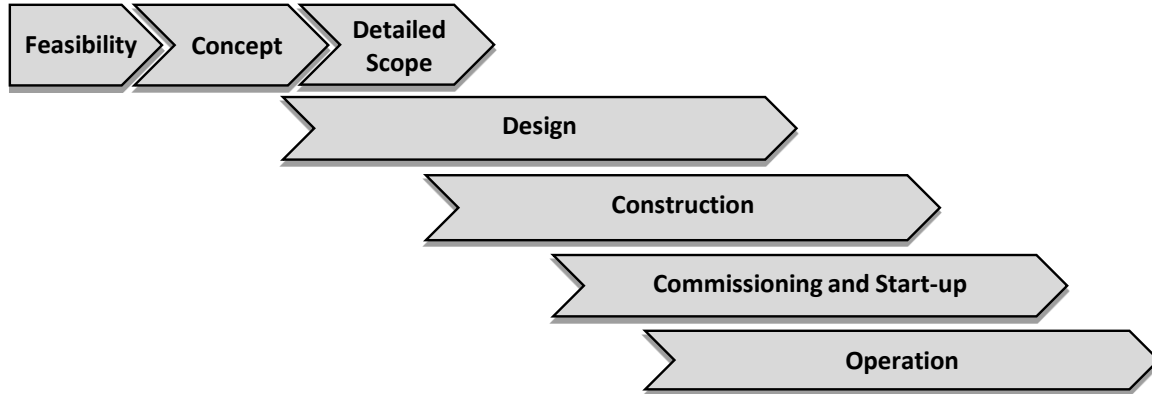 Feasibility
Concept
Detailed
Scope
Design
Construction
Commissioning and Start-up
Operation